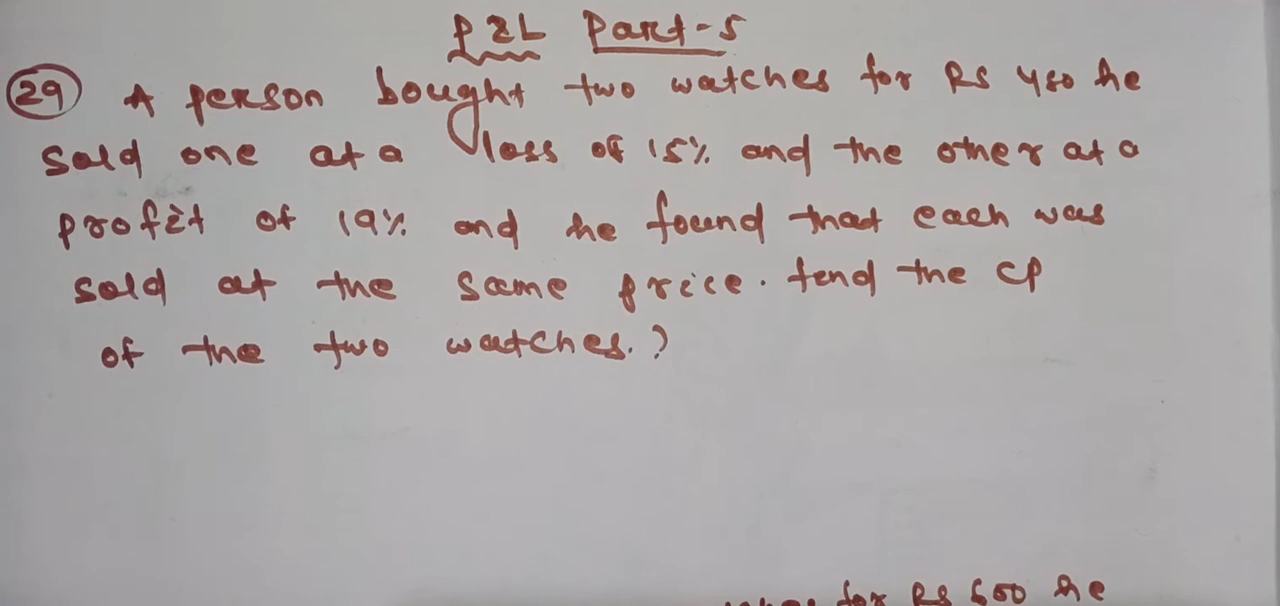 P & L Part-5
29 A person bought two watches for Rs 480 he
sold one at a loss of 15% and the other at a
profit of 19% and he found that each was
sold at the same price. find the CP
of the two watches.?
for Rs 600 he